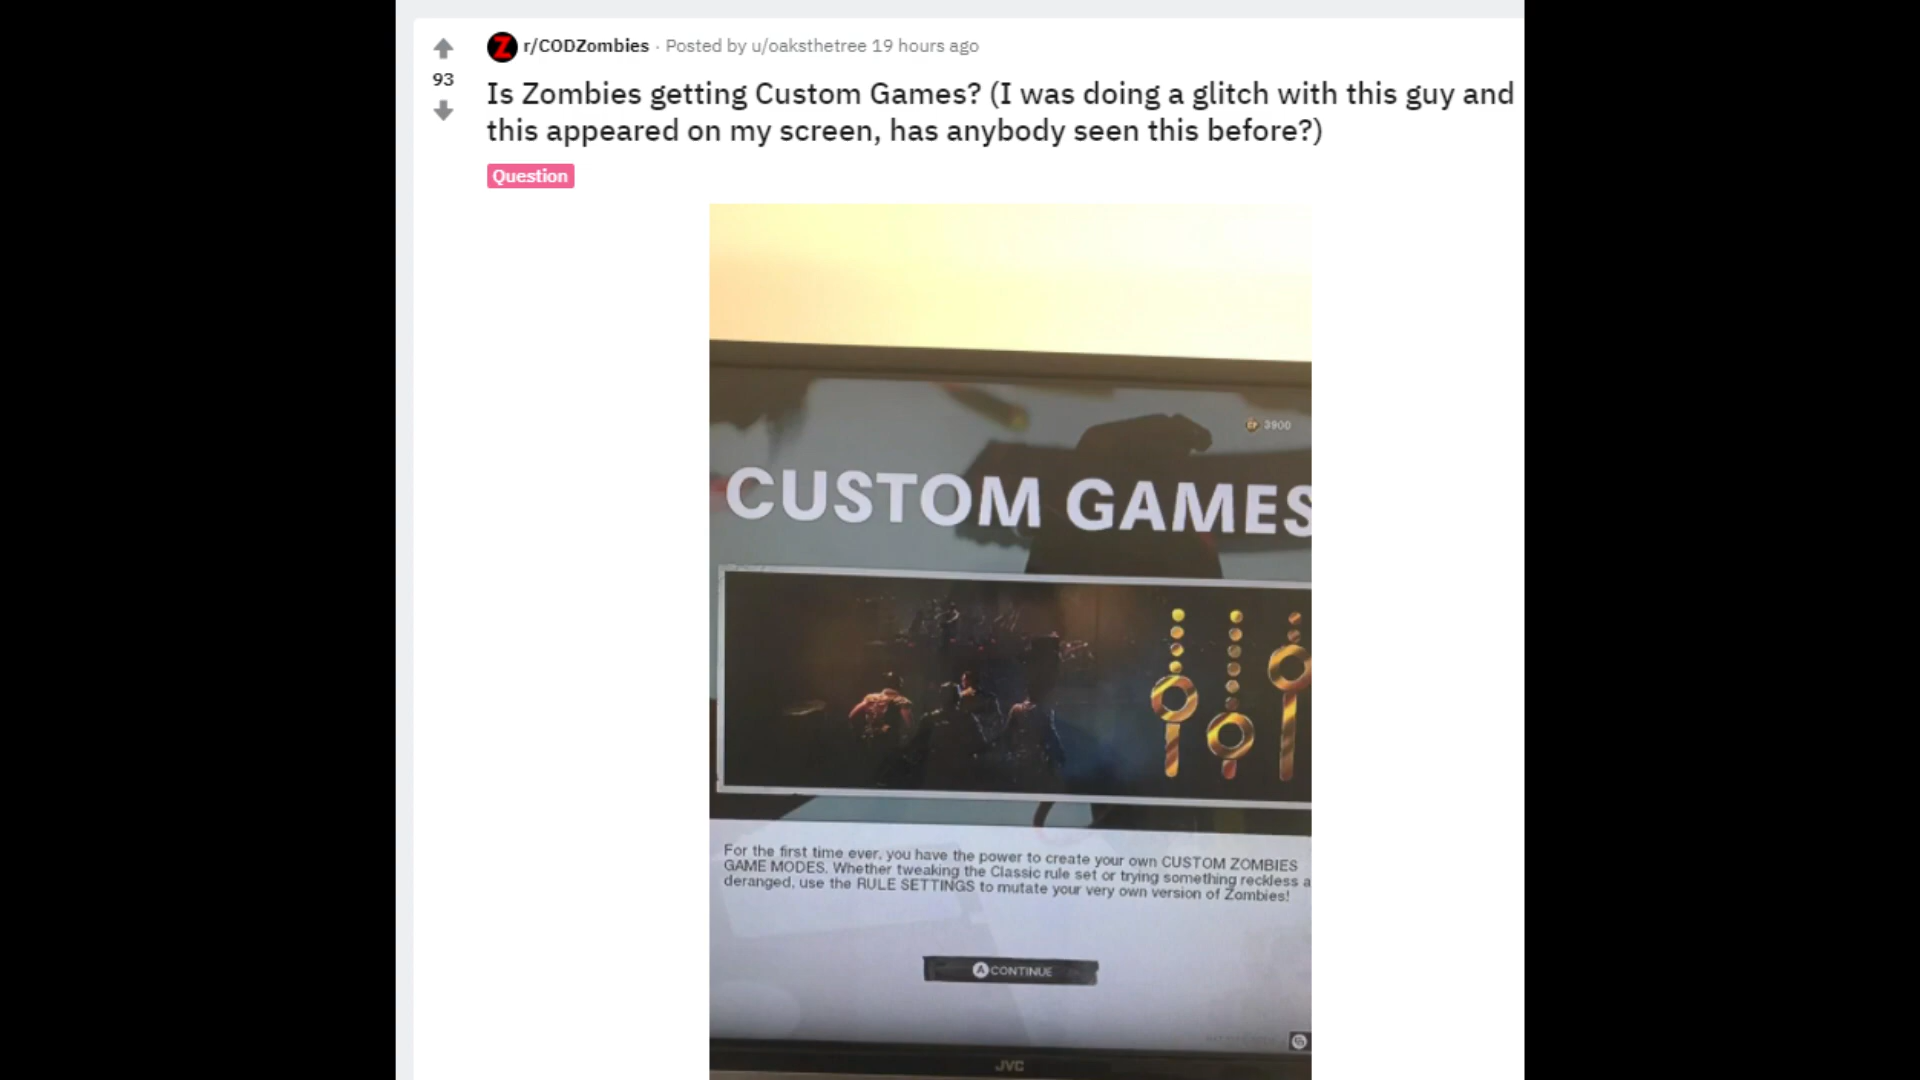 r/CODZombies · Posted by u/oaksthetree 19 hours ago
93
Is Zombies getting Custom Games? (I was doing a glitch with this guy and
this appeared on my screen, has anybody seen this before?)
Question
CP 3900
CUSTOM GAMES
For the first time ever, you have the power to create your own CUSTOM ZOMBIES
GAME MODES. Whether tweaking the Classic rule set or trying something reckless a
deranged, use the RULE SETTINGS to mutate your very own version of Zombies!
A CONTINUE
JVC